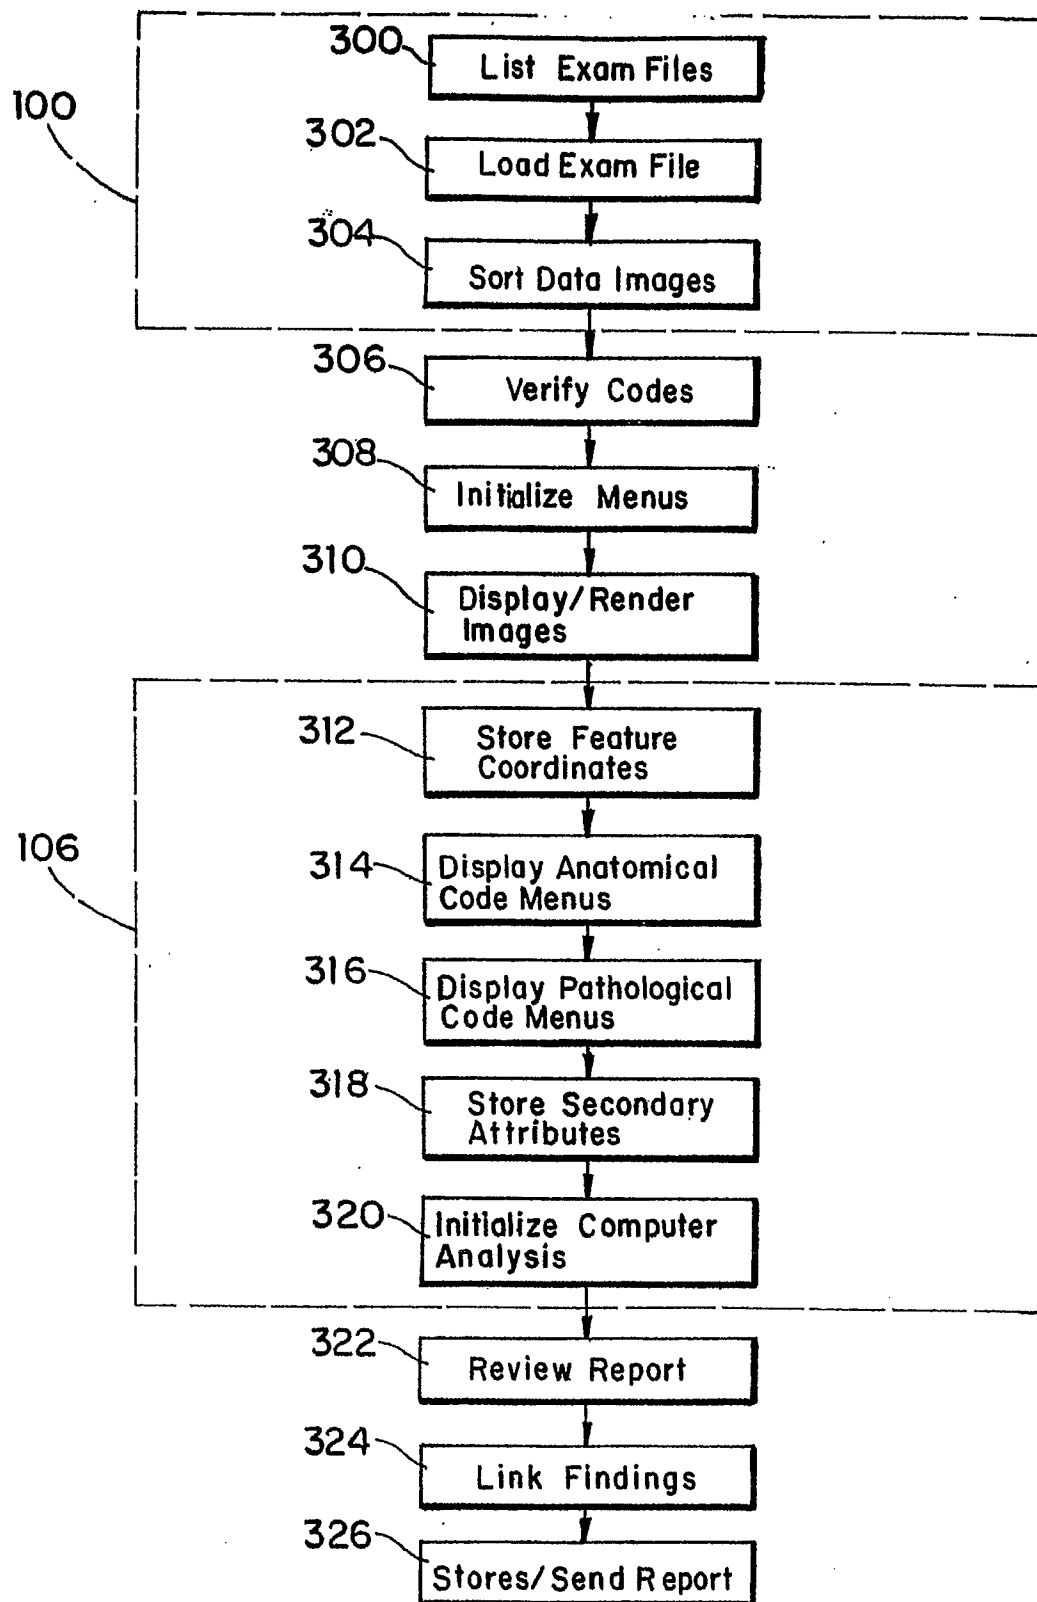 300
List Exam Files
100
302
Load Exam File
304
Sort Data Images
306
Verify Codes
308
Initialize Menus
310
Display/Render
Images
312
Store Feature
Coordinates
106
314
Display Anatomical
Code Menus
316
Display Pathological
Code Menus
318
Store Secondary
Attributes
320
Initialize Computer
Analysis
322
Review Report
324
Link Findings
326
Stores/Send Report